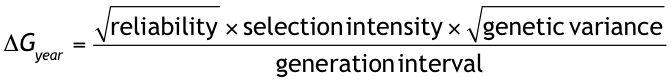 ΔG_year = √reliability × selection intensity × √genetic variance
generation interval